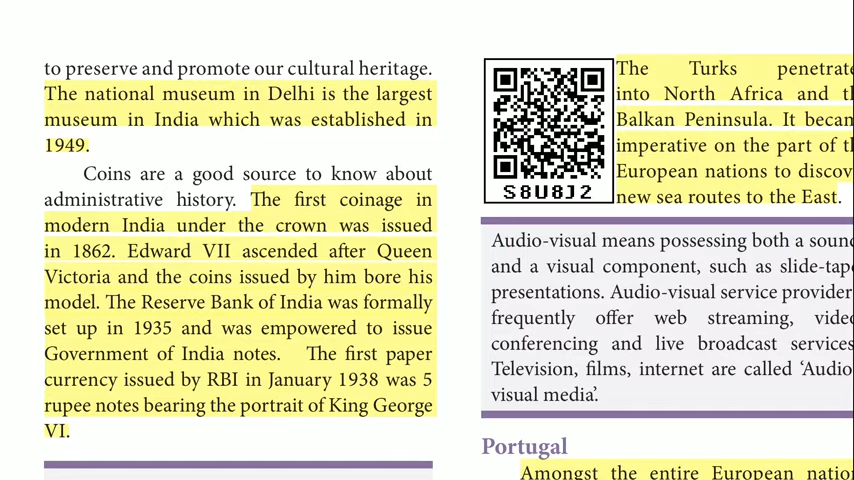 to preserve and promote our cultural heritage.
The national museum in Delhi is the largest
museum in India which was established in
1949.
Coins are a good source to know about
administrative history. The first coinage in
modern India under the crown was issued
in 1862. Edward VII ascended after Queen
Victoria and the coins issued by him bore his
model. The Reserve Bank of India was formally
set up in 1935 and was empowered to issue
Government of India notes. The first paper
currency issued by RBI in January 1938 was 5
rupee notes bearing the portrait of King George
VI.
S8U8J2
The Turks
into North Africa and
Balkan Peninsula. It
imperative on the part of
European nations to
new sea routes to the East.
Audio-visual means possessing both a
and a visual component, such as
presentations. Audio-visual service
frequently offer web streaming,
conferencing and live broadcast services
Television, films, internet are called ‘Audio
visual media’.
Portugal
Amongst the entire European